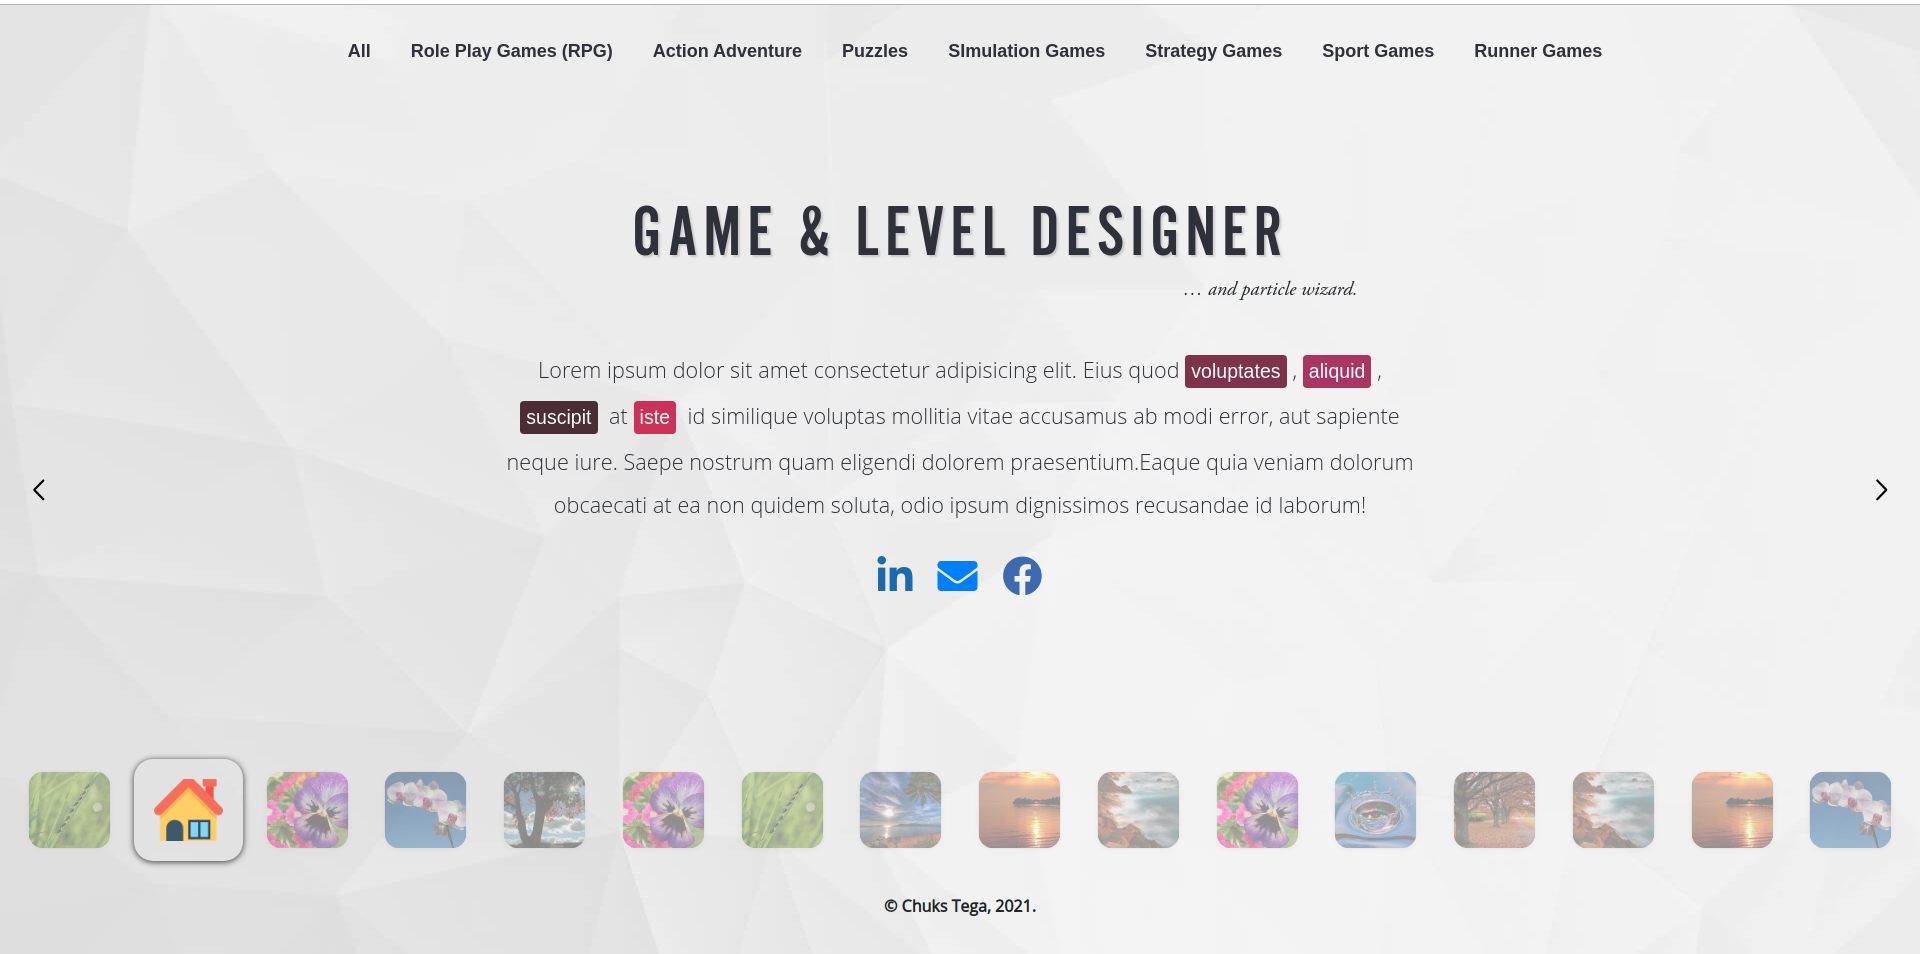 All Role Play Games (RPG) Action Adventure Puzzles SImulation Games Strategy Games Sport Games Runner Games
GAME & LEVEL DESIGNER
... and particle wizard.
Lorem ipsum dolor sit amet consectetur adipisicing elit. Eius quod voluptates , aliquid ,
suscipit at iste id similique voluptas mollitia vitae accusamus ab modi error, aut sapiente
neque iure. Saepe nostrum quam eligendi dolorem praesentium.Eaque quia veniam dolorum
obcaecati at ea non quidem soluta, odio ipsum dignissimos recusandae id laborum!
in
© Chuks Tega, 2021.